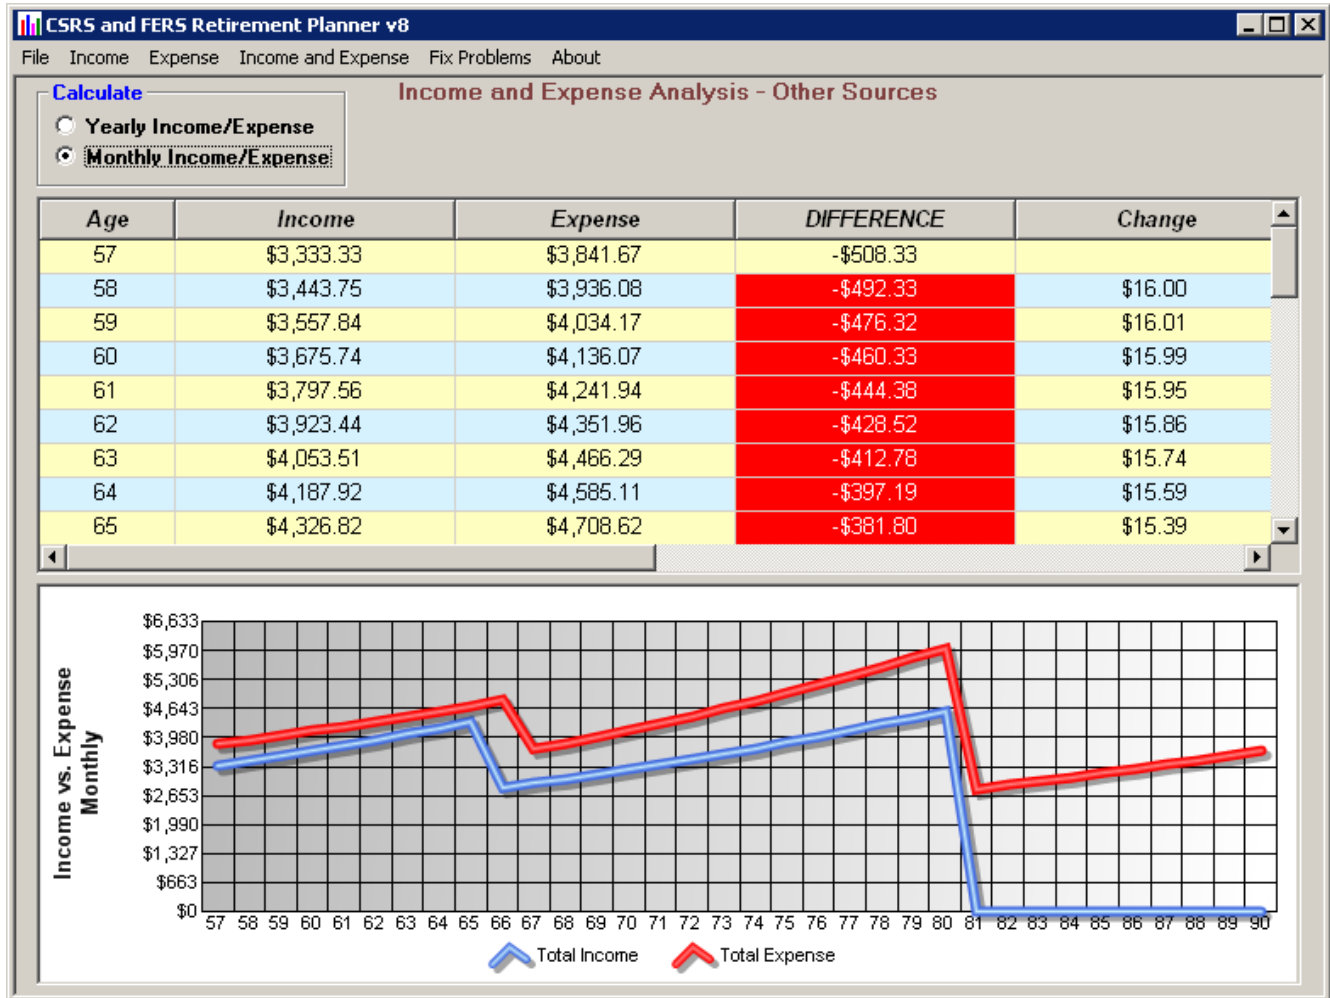 CSRS and FERS Retirement Planner v8
File Income Expense Income and Expense Fix Problems About
Calculate
Income and Expense Analysis - Other Sources
Yearly Income/Expense
Monthly Income/Expense
Age Income Expense DIFFERENCE Change
57 $3,333.33 $3,841.67 -$508.33
58 $3,443.75 $3,936.08 -$492.33 $16.00
59 $3,557.84 $4,034.17 -$476.32 $16.01
60 $3,675.74 $4,136.07 -$460.33 $15.99
61 $3,797.56 $4,241.94 -$444.38 $15.95
62 $3,923.44 $4,351.96 -$428.52 $15.86
63 $4,053.51 $4,466.29 -$412.78 $15.74
64 $4,187.92 $4,585.11 -$397.19 $15.59
65 $4,326.82 $4,708.62 -$381.80 $15.39
Income vs. Expense
Monthly
$6,633
$5,970
$5,306
$4,643
$3,980
$3,316
$2,653
$1,990
$1,327
$663
$0
57 58 59 60 61 62 63 64 65 66 67 68 69 70 71 72 73 74 75 76 77 78 79 80 81 82 83 84 85 86 87 88 89 90
Total Income Total Expense